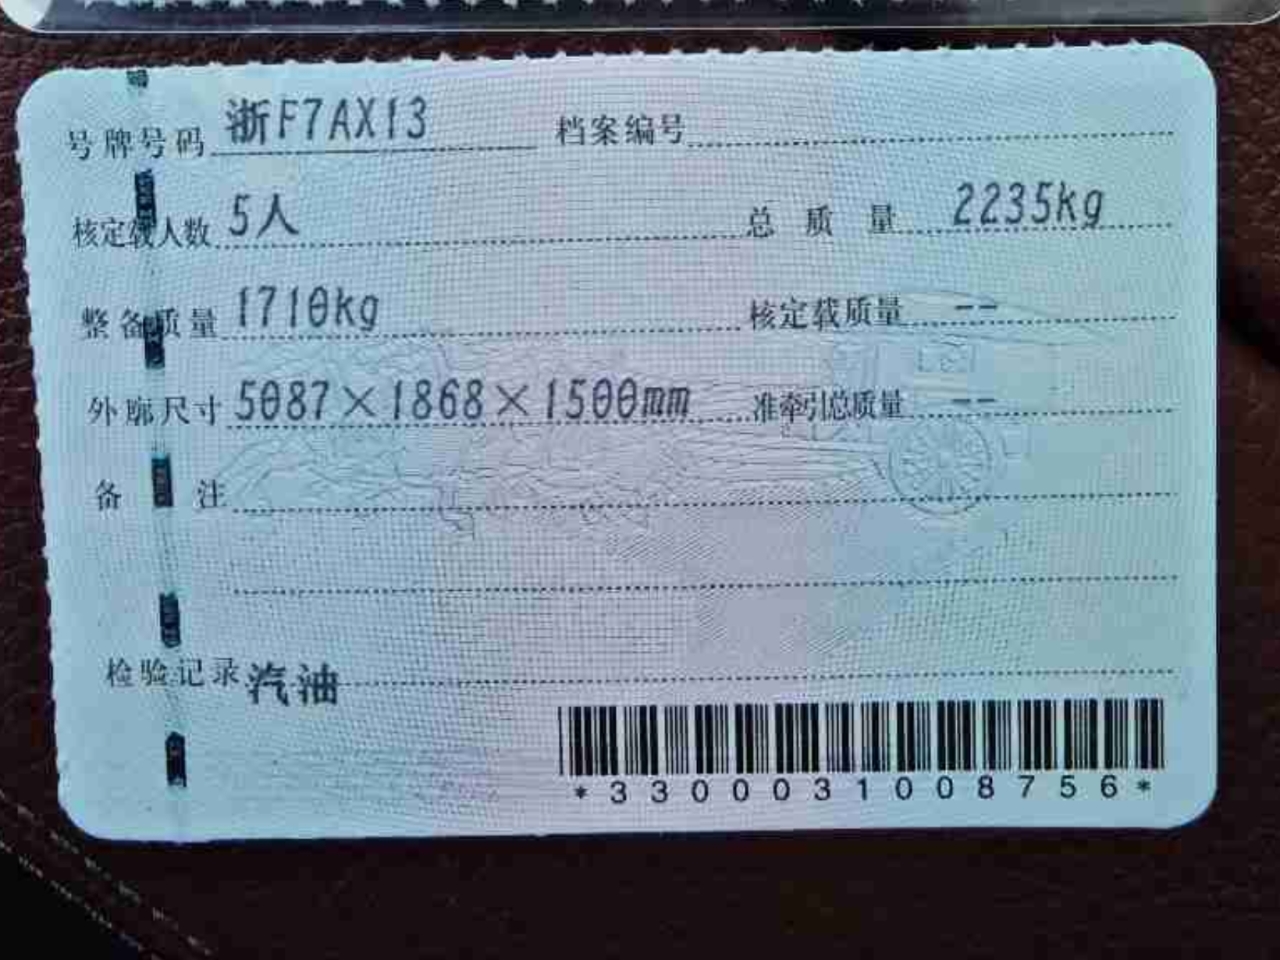 号牌号码 浙F7AX13 档案编号
核定载人数 5人 总质量 2235kg
整备质量 1710kg 核定载质量 --
外廓尺寸 5087×1868×1500mm 准牵引总质量 --
备注
检验记录 汽油
*3300031008756*